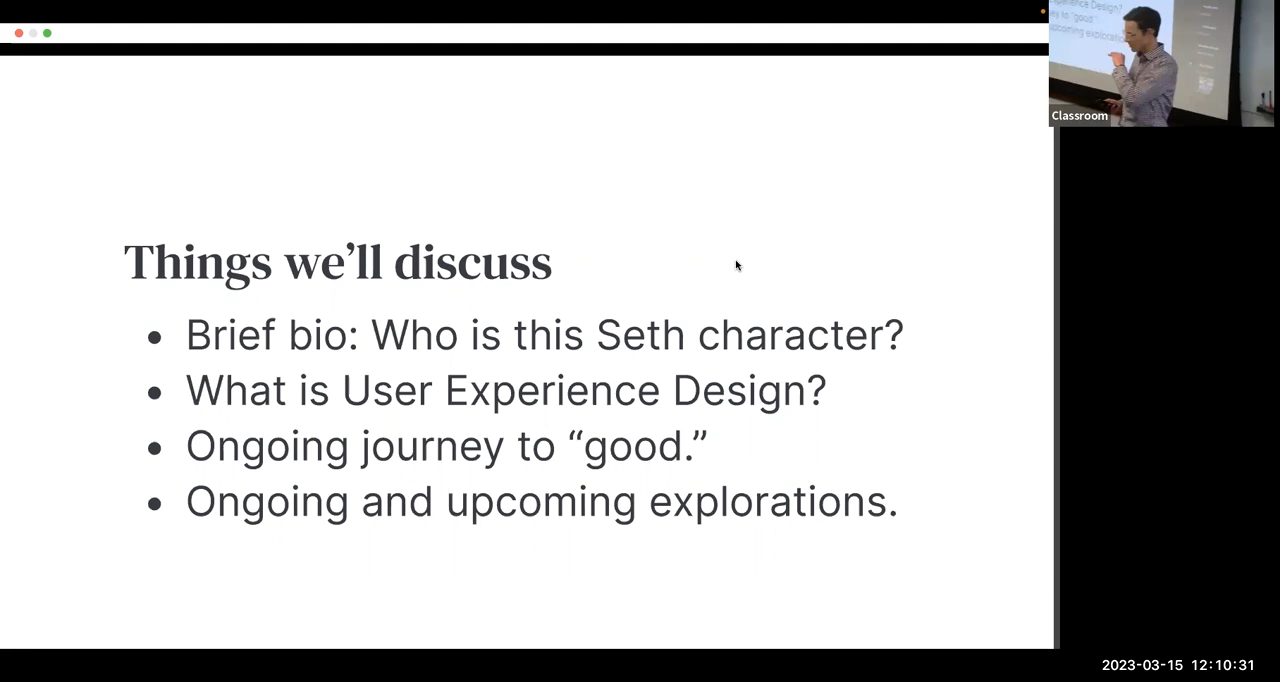 Things we’ll discuss
• Brief bio: Who is this Seth character?
• What is User Experience Design?
• Ongoing journey to “good.”
• Ongoing and upcoming explorations.
Classroom
2023-03-15 12:10:31